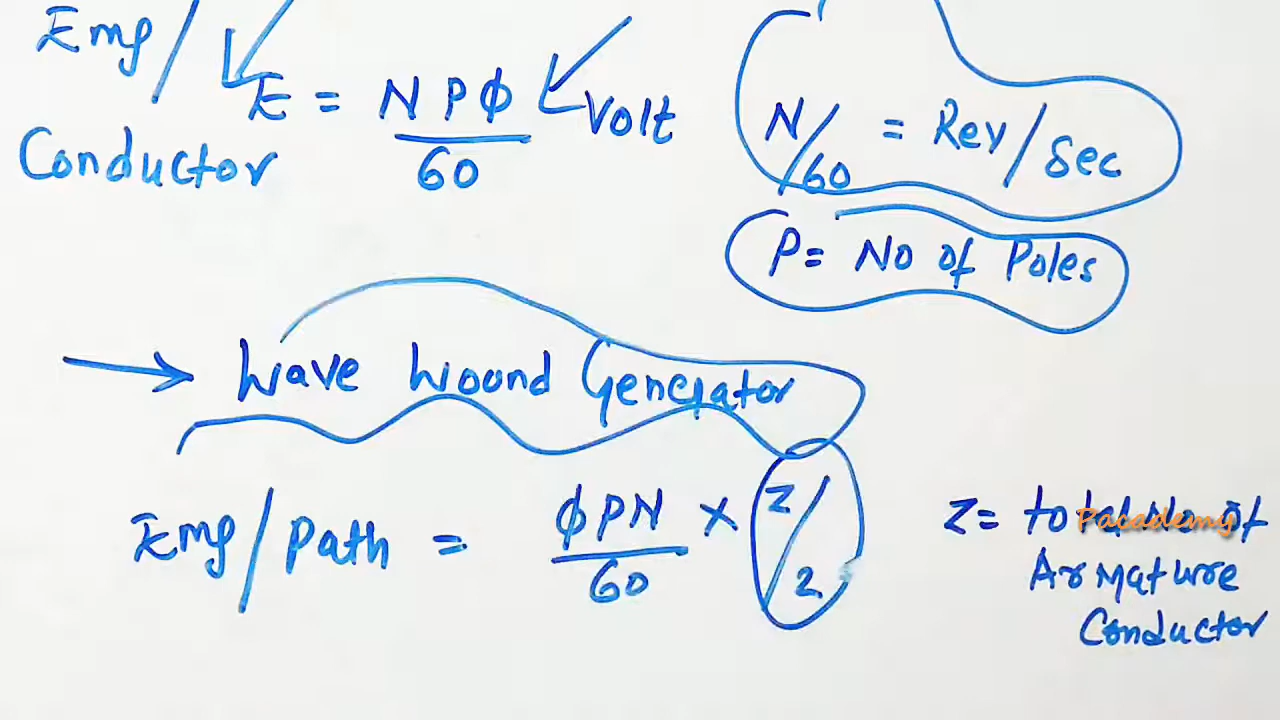 Emf/
Conductor
E = NPΦ/60 Volt
N/60 = Rev/Sec
P= No of Poles
→ Wave Wound Generator
Emf/Path = ΦPN/60 × Z/2
Z= total No of
Armature
Conductor
Pacademy